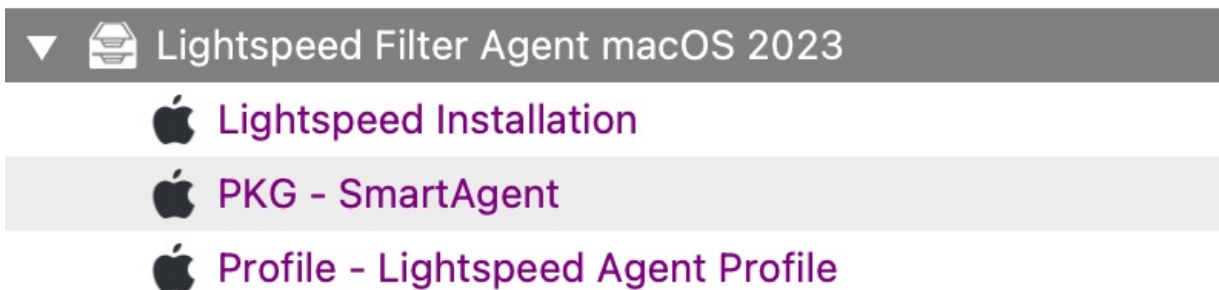 Lightspeed Filter Agent macOS 2023
Lightspeed Installation
PKG - SmartAgent
Profile - Lightspeed Agent Profile